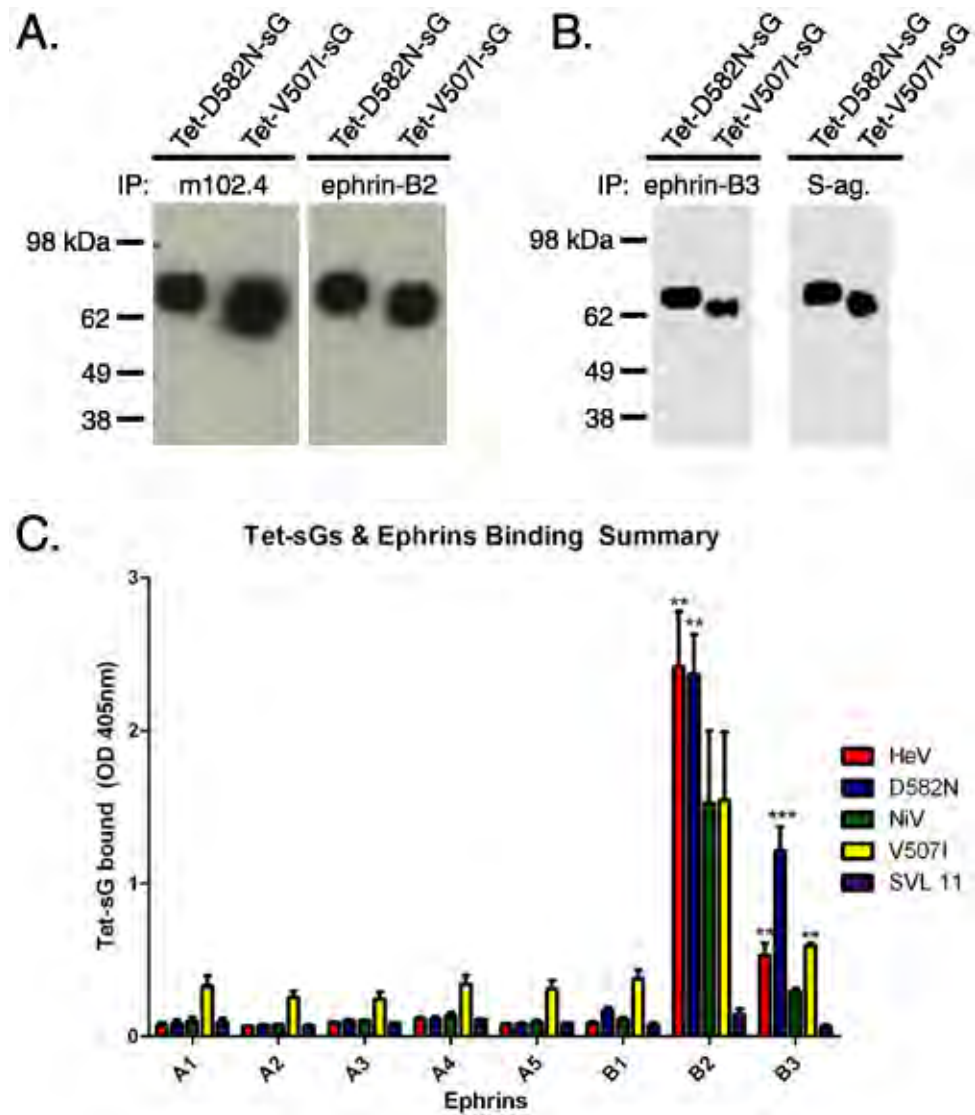 A.
Tet-D582N-sG
Tet-V507I-sG
Tet-D582N-sG
Tet-V507I-sG
IP: m102.4 ephrin-B2
98 kDa
62
49
38
B.
Tet-D582N-sG
Tet-V507I-sG
Tet-D582N-sG
Tet-V507I-sG
IP: ephrin-B3 S-ag.
98 kDa
62
49
38
C.
Tet-sGs & Ephrins Binding Summary
Tet-sG bound (OD 405nm)
3
2
1
0
** ** ** *** **
A1 A2 A3 A4 A5 B1 B2 B3
Ephrins
HeV
D582N
NiV
V507I
SVL 11